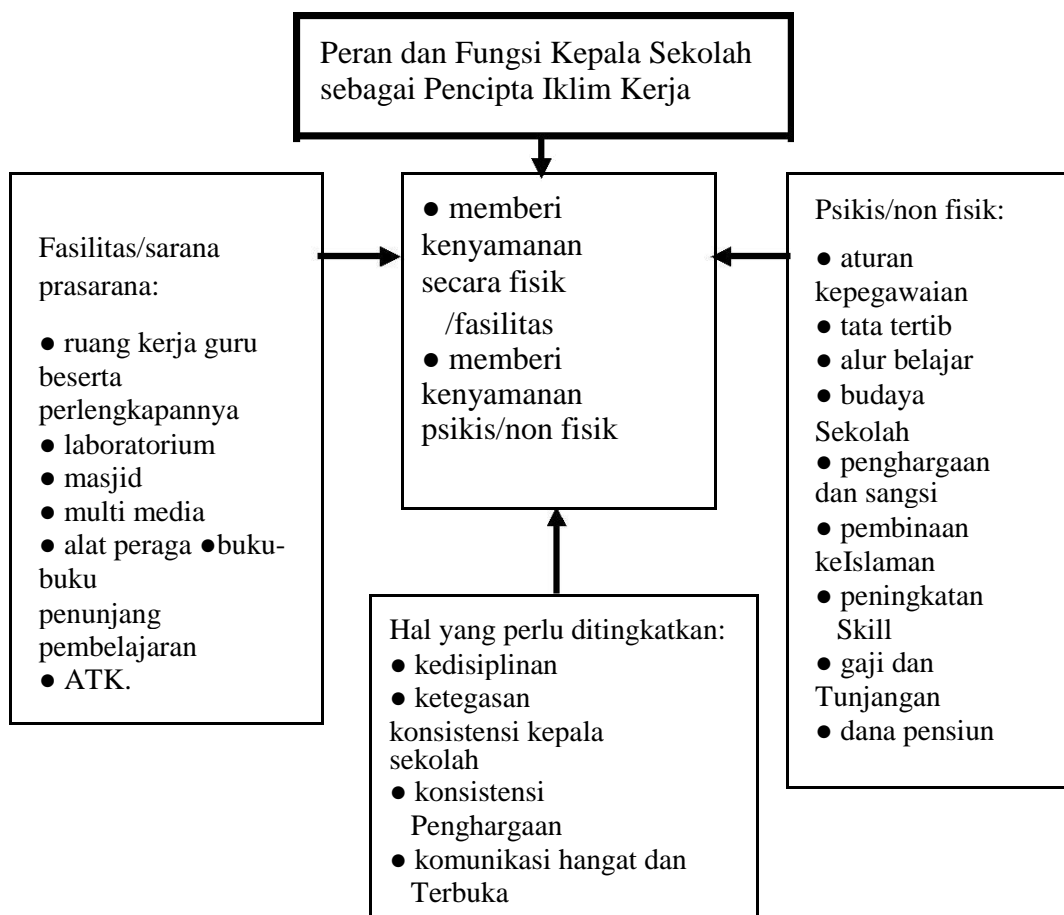 Peran dan Fungsi Kepala Sekolah
sebagai Pencipta Iklim Kerja
Fasilitas/sarana
prasarana:
● ruang kerja guru
beserta
perlengkapannya
● laboratorium
● masjid
● multi media
● alat peraga ●buku-
buku
penunjang
pembelajaran
● ATK.
● memberi
kenyamanan
secara fisik
/fasilitas
● memberi
kenyamanan
psikis/non fisik
Psikis/non fisik:
● aturan
kepegawaian
● tata tertib
● alur belajar
● budaya
Sekolah
● penghargaan
dan sangsi
● pembinaan
keIslaman
● peningkatan
Skill
● gaji dan
Tunjangan
● dana pensiun
Hal yang perlu ditingkatkan:
● kedisiplinan
● ketegasan
konsistensi kepala
sekolah
● konsistensi
Penghargaan
● komunikasi hangat dan
Terbuka